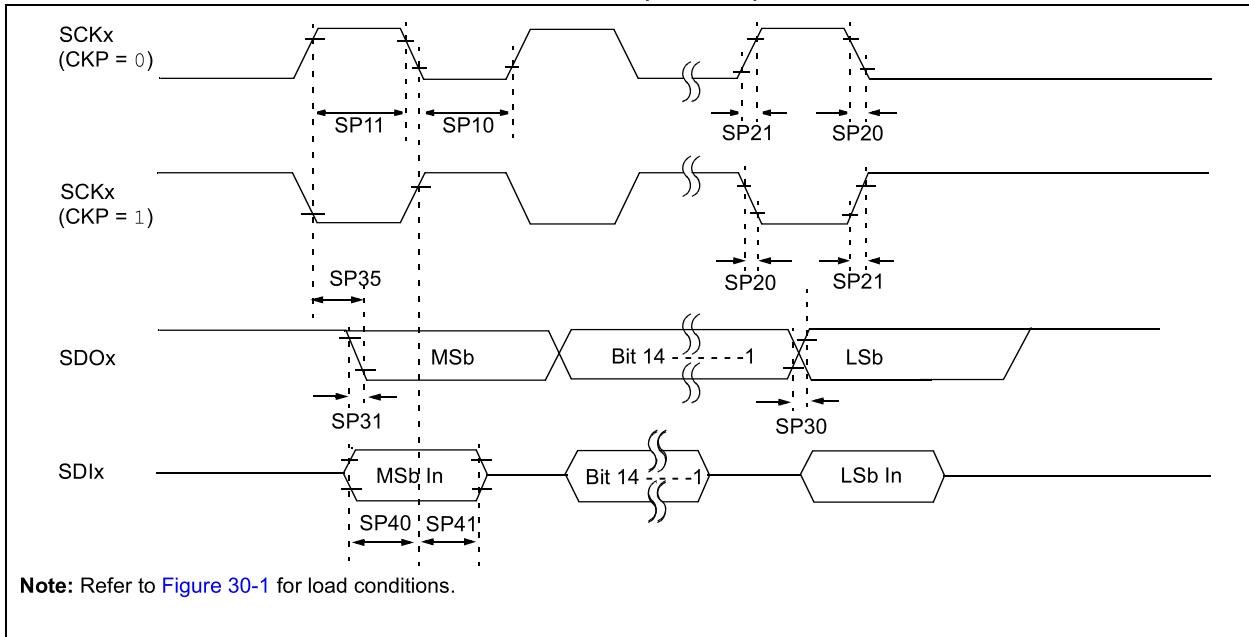 SCKx
(CKP = 0)
SP11
SP10
SP21
SP20
SCKx
(CKP = 1)
SP35
SP20
SP21
SDOx
MSb
Bit 14 - - - - - -1
LSb
SP31
SP30
SDIx
MSb In
Bit 14 - - - - -1
LSb In
SP40
SP41
Note: Refer to Figure 30-1 for load conditions.